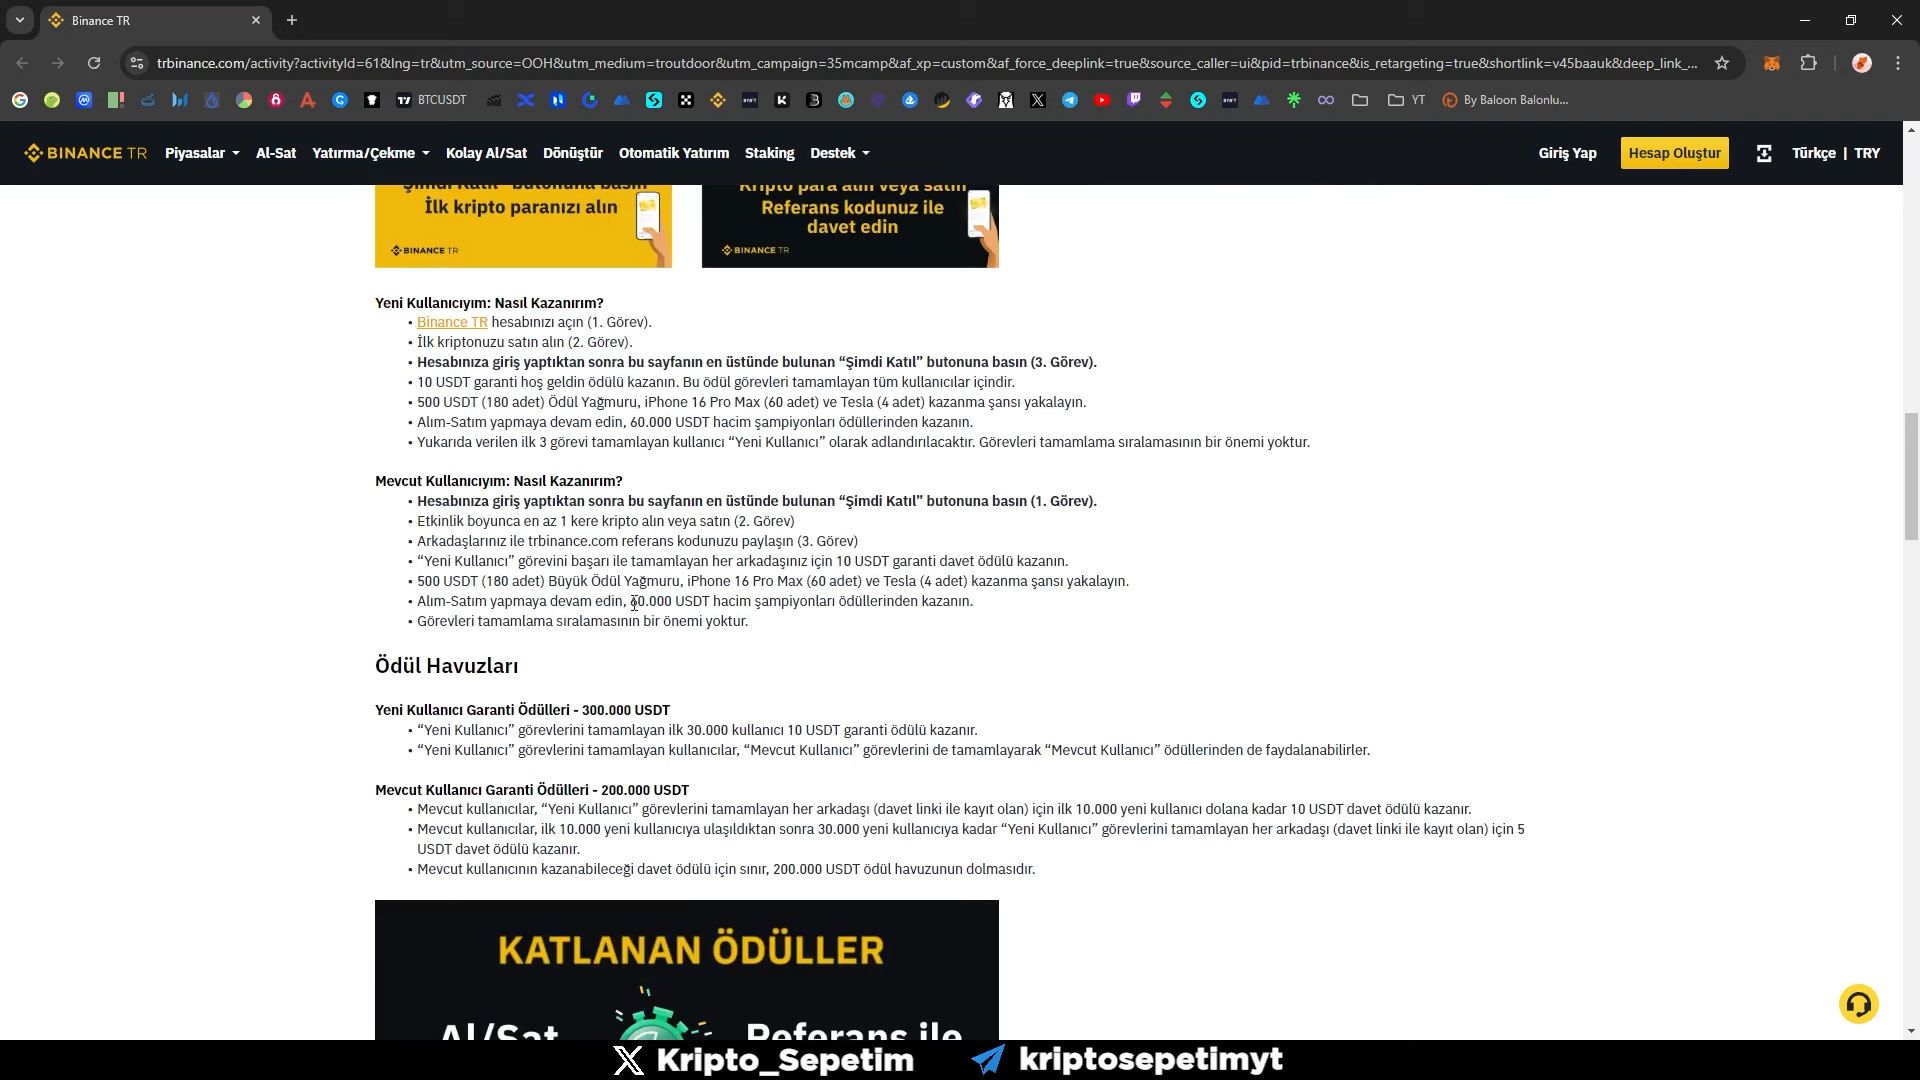 Binance TR
trbinance.com/activity?activityId=61&lng=tr&utm_source=OOH&utm_medium=troutdoor&utm_campaign=35mcamp&af_xp=custom&af_force_deeplink=true&source_caller=ui&pid=trbinance&is_retargeting=true&shortlink=v45baauk&deep_link_...
BTCUSDT
YT
By Baloon Balonlu...
BINANCE TR Piyasalar Al-Sat Yatırma/Çekme Kolay Al/Sat Dönüştür Otomatik Yatırım Staking Destek Giriş Yap Hesap Oluştur Türkçe | TRY
"Şimdi Katıl" butonuna basın
İlk kripto paranızı alın
BINANCE TR
Kripto para alın veya satın
Referans kodunuz ile
davet edin
BINANCE TR
Yeni Kullanıcıyım: Nasıl Kazanırım?
• Binance TR hesabınızı açın (1. Görev).
• İlk kriptonuzu satın alın (2. Görev).
• Hesabınıza giriş yaptıktan sonra bu sayfanın en üstünde bulunan “Şimdi Katıl” butonuna basın (3. Görev).
• 10 USDT garanti hoş geldin ödülü kazanın. Bu ödül görevleri tamamlayan tüm kullanıcılar içindir.
• 500 USDT (180 adet) Ödül Yağmuru, iPhone 16 Pro Max (60 adet) ve Tesla (4 adet) kazanma şansı yakalayın.
• Alım-Satım yapmaya devam edin, 60.000 USDT hacim şampiyonları ödüllerinden kazanın.
• Yukarıda verilen ilk 3 görevi tamamlayan kullanıcı “Yeni Kullanıcı” olarak adlandırılacaktır. Görevleri tamamlama sıralamasının bir önemi yoktur.
Mevcut Kullanıcıyım: Nasıl Kazanırım?
• Hesabınıza giriş yaptıktan sonra bu sayfanın en üstünde bulunan “Şimdi Katıl” butonuna basın (1. Görev).
• Etkinlik boyunca en az 1 kere kripto alın veya satın (2. Görev)
• Arkadaşlarınız ile trbinance.com referans kodunuzu paylaşın (3. Görev)
• “Yeni Kullanıcı” görevini başarı ile tamamlayan her arkadaşınız için 10 USDT garanti davet ödülü kazanın.
• 500 USDT (180 adet) Büyük Ödül Yağmuru, iPhone 16 Pro Max (60 adet) ve Tesla (4 adet) kazanma şansı yakalayın.
• Alım-Satım yapmaya devam edin, 60.000 USDT hacim şampiyonları ödüllerinden kazanın.
• Görevleri tamamlama sıralamasının bir önemi yoktur.
Ödül Havuzları
Yeni Kullanıcı Garanti Ödülleri - 300.000 USDT
• “Yeni Kullanıcı” görevlerini tamamlayan ilk 30.000 kullanıcı 10 USDT garanti ödülü kazanır.
• “Yeni Kullanıcı” görevlerini tamamlayan kullanıcılar, “Mevcut Kullanıcı” görevlerini de tamamlayarak “Mevcut Kullanıcı” ödüllerinden de faydalanabilirler.
Mevcut Kullanıcı Garanti Ödülleri - 200.000 USDT
• Mevcut kullanıcılar, “Yeni Kullanıcı” görevlerini tamamlayan her arkadaşı (davet linki ile kayıt olan) için ilk 10.000 yeni kullanıcı dolana kadar 10 USDT davet ödülü kazanır.
• Mevcut kullanıcılar, ilk 10.000 yeni kullanıcıya ulaşıldıktan sonra 30.000 yeni kullanıcıya kadar “Yeni Kullanıcı” görevlerini tamamlayan her arkadaşı (davet linki ile kayıt olan) için 5
USDT davet ödülü kazanır.
• Mevcut kullanıcının kazanabileceği davet ödülü için sınır, 200.000 USDT ödül havuzunun dolmasıdır.
KATLANAN ÖDÜLLER
Al/Sat Referans ile
Kripto_Sepetim kriptosepetimyt